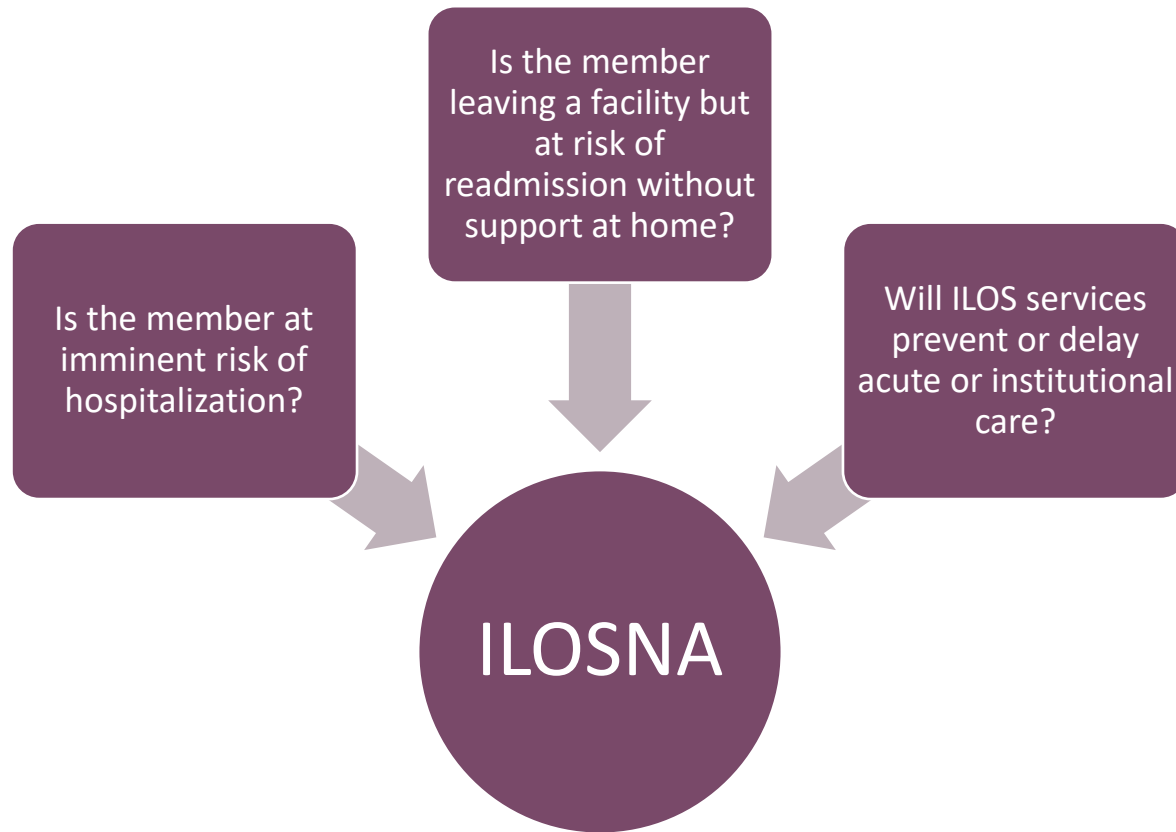 Is the member
leaving a facility but
at risk of
readmission without
support at home?
Is the member at
imminent risk of
hospitalization?
Will ILOS services
prevent or delay
acute or institutional
care?
ILOSNA